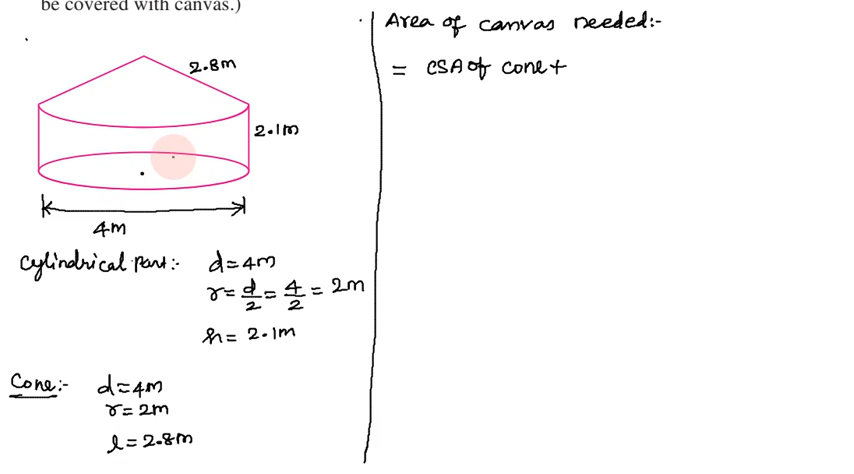 be covered with canvas.)
2.8m
2.1m
4m
Cylindrical Part:- d=4m
r=d/2=4/2=2m
h=2.1m
Cone:- d=4m
r=2m
l=2.8m
Area of canvas needed:-
= CSA of cone+